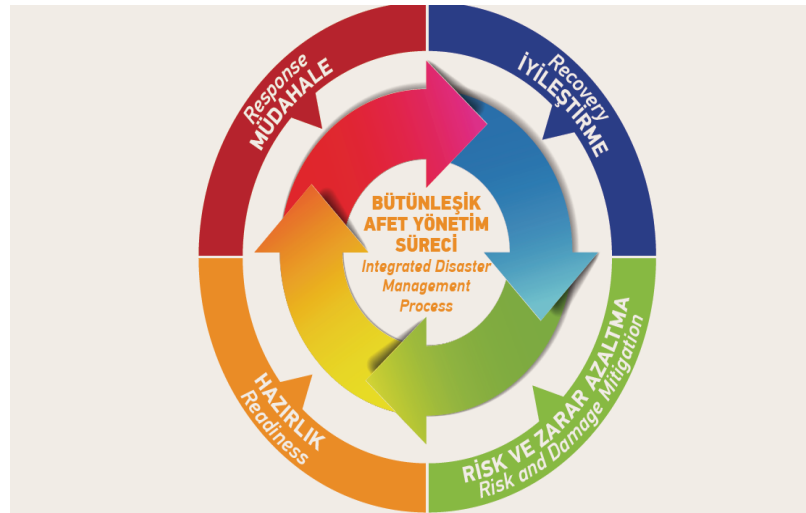 Response
MÜDAHALE
Recovery
İYİLEŞTİRME
BÜTÜNLEŞİK
AFET YÖNETİM
SÜRECİ
Integrated Disaster
Management
Process
HAZIRLIK
Readiness
RİSK VE ZARAR AZALTMA
Risk and Damage Mitigation